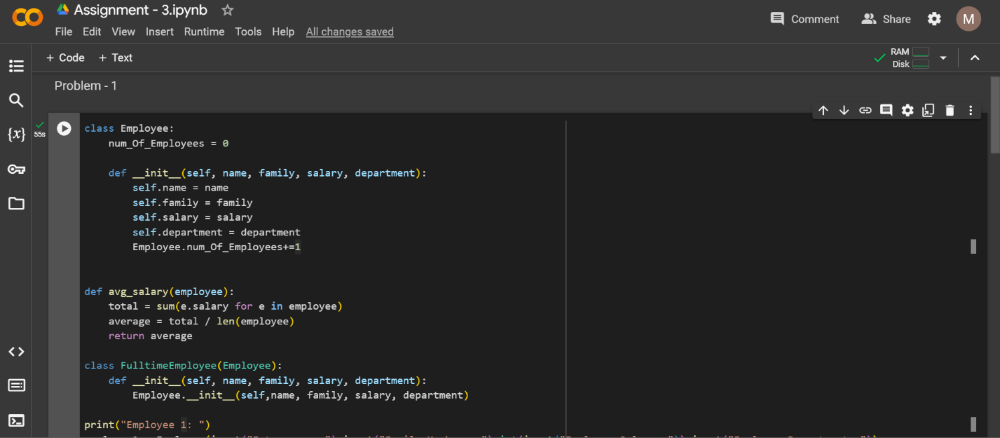 Assignment - 3.ipynb
File Edit View Insert Runtime Tools Help All changes saved
Comment Share M
+ Code + Text
RAM
Disk
Problem - 1
{x}
55s
class Employee:
    num_Of_Employees = 0
    def __init__(self, name, family, salary, department):
        self.name = name
        self.family = family
        self.salary = salary
        self.department = department
        Employee.num_Of_Employees+=1
def avg_salary(employee):
    total = sum(e.salary for e in employee)
    average = total / len(employee)
    return average
class FulltimeEmployee(Employee):
    def __init__(self, name, family, salary, department):
        Employee.__init__(self,name, family, salary, department)
print("Employee 1: ")